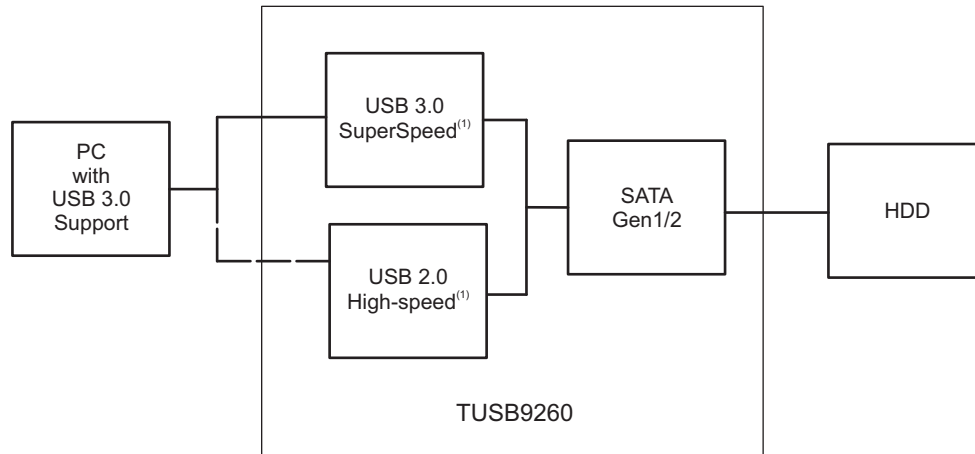 PC
with
USB 3.0
Support
USB 3.0
SuperSpeed(1)
USB 2.0
High-speed(1)
SATA
Gen1/2
HDD
TUSB9260